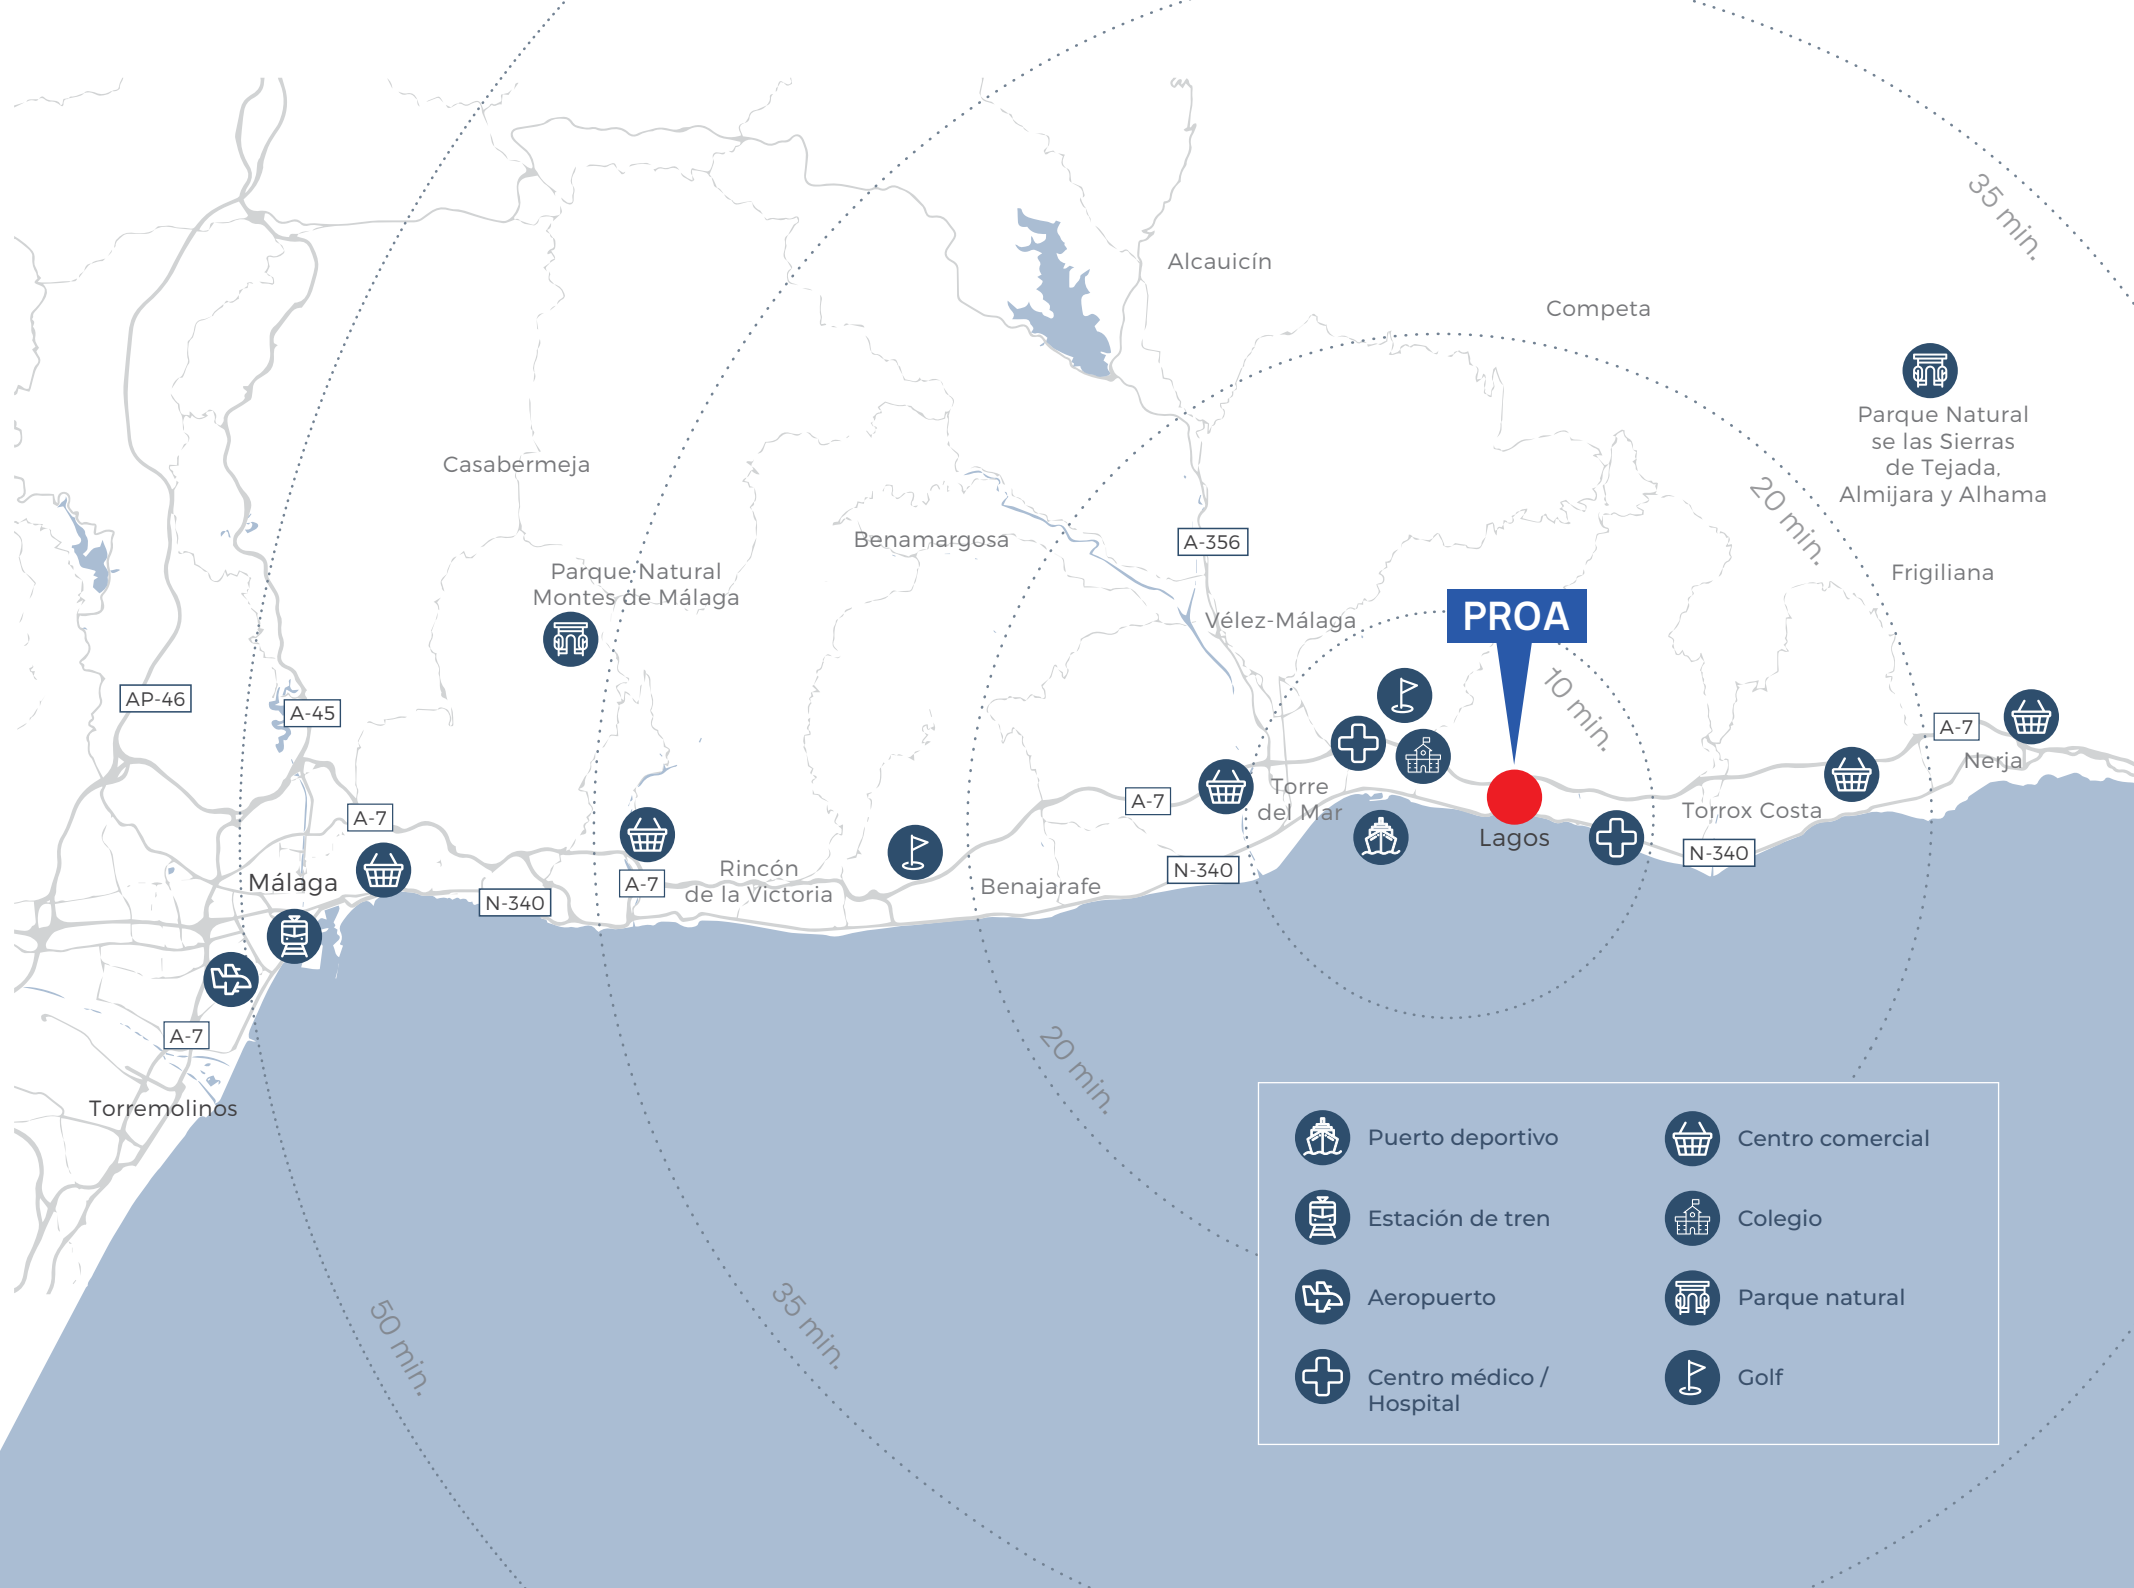 35 min.
Alcauicín
Competa
Parque Natural
se las Sierras
de Tejada,
Almijara y Alhama
Casabermeja
20 min.
Benamargosa
A-356
Parque Natural
Montes de Málaga
Frigiliana
Vélez-Málaga
PROA
10 min.
AP-46
A-45
A-7
Nerja
Torre
del Mar
A-7
Torrox Costa
A-7
Lagos
N-340
Málaga
Rincón
de la Victoria
A-7
N-340
Benajarafe
N-340
A-7
20 min.
Torremolinos
50 min.
35 min.
Puerto deportivo
Centro comercial
Estación de tren
Colegio
Aeropuerto
Parque natural
Centro médico /
Hospital
Golf